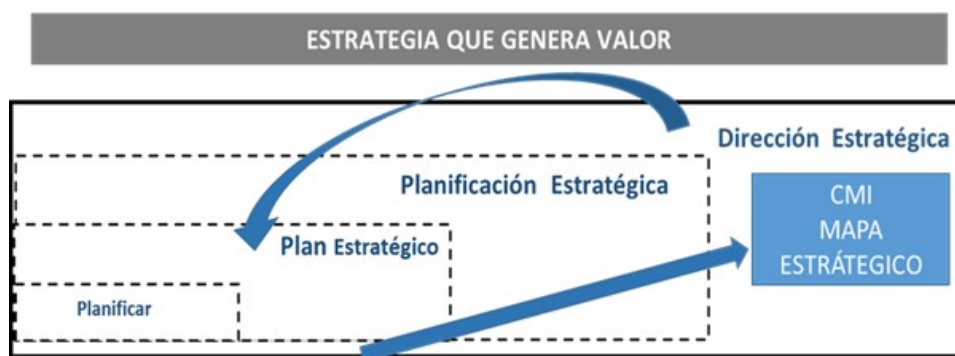 ESTRATEGIA QUE GENERA VALOR
Dirección Estratégica
Planificación Estratégica
CMI
MAPA
ESTRÁTEGICO
Plan Estratégico
Planificar